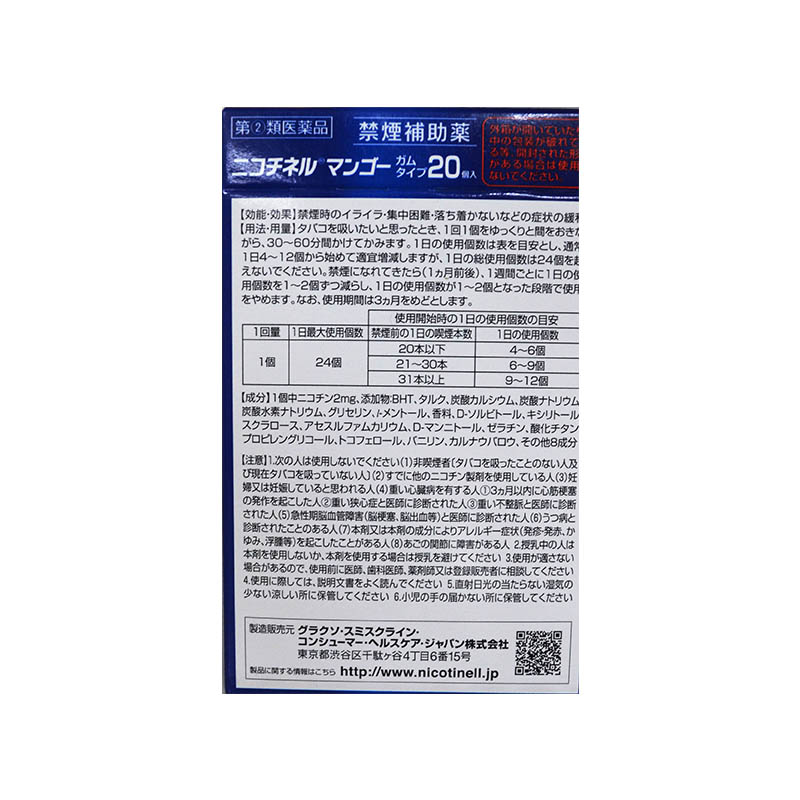 指②類医薬品
禁煙補助薬
外箱が開いていたり
中の包装が破れて
る等、開封された形
がある場合は使用
ないでください。
ニコチネル® マンゴー ガムタイプ 20個入
【効能・効果】禁煙時のイライラ・集中困難・落ち着かないなどの症状の緩和
【用法・用量】タバコを吸いたいと思ったとき、1回1個をゆっくりと間をおきな
がら、30〜60分間かけてかみます。1日の使用個数は表を目安とし、通常
1日4〜12個から始めて適宜増減しますが、1日の総使用個数は24個を超
えないでください。禁煙になれてきたら(1ヵ月前後)、1週間ごとに1日の使
用個数を1〜2個ずつ減らし、1日の使用個数が1〜2個となった段階で使用
をやめます。なお、使用期間は3ヵ月をめどとします。
使用開始時の1日の使用個数の目安
1回量 1日最大使用個数 禁煙前の1日の喫煙本数 1日の使用個数
1個 24個
20本以下 4〜6個
21〜30本 6〜9個
31本以上 9〜12個
【成分】1個中ニコチン2mg、添加物:BHT、タルク、炭酸カルシウム、炭酸ナトリウム、
炭酸水素ナトリウム、グリセリン、l-メントール、香料、D-ソルビトール、キシリトール、
スクラロース、アセスルファムカリウム、D-マンニトール、ゼラチン、酸化チタン、
プロピレングリコール、トコフェロール、バニリン、カルナウバロウ、その他8成分
【注意】1.次の人は使用しないでください(1)非喫煙者〔タバコを吸ったことのない人及
び現在タバコを吸っていない人〕(2)すでに他のニコチン製剤を使用している人(3)妊
婦又は妊娠していると思われる人(4)重い心臓病を有する人①3ヵ月以内に心筋梗塞
の発作を起こした人②重い狭心症と医師に診断された人③重い不整脈と医師に診断
された人(5)急性期脳血管障害(脳梗塞、脳出血等)と医師に診断された人(6)うつ病と
診断されたことのある人(7)本剤又は本剤の成分によりアレルギー症状(発疹・発赤、か
ゆみ、浮腫等)を起こしたことがある人(8)あごの関節に障害がある人 2.授乳中の人は
本剤を使用しないか、本剤を使用する場合は授乳を避けてください 3.使用が適さない
場合があるので、使用前に医師、歯科医師、薬剤師又は登録販売者に相談してください
4.使用に際しては、説明文書をよく読んでください 5.直射日光の当たらない湿気の
少ない涼しい所に保管してください 6.小児の手の届かない所に保管してください
製造販売元 グラクソ・スミスクライン・
コンシューマー・ヘルスケア・ジャパン株式会社
東京都渋谷区千駄ヶ谷4丁目6番15号
製品に関する情報はこちら http://www.nicotinell.jp